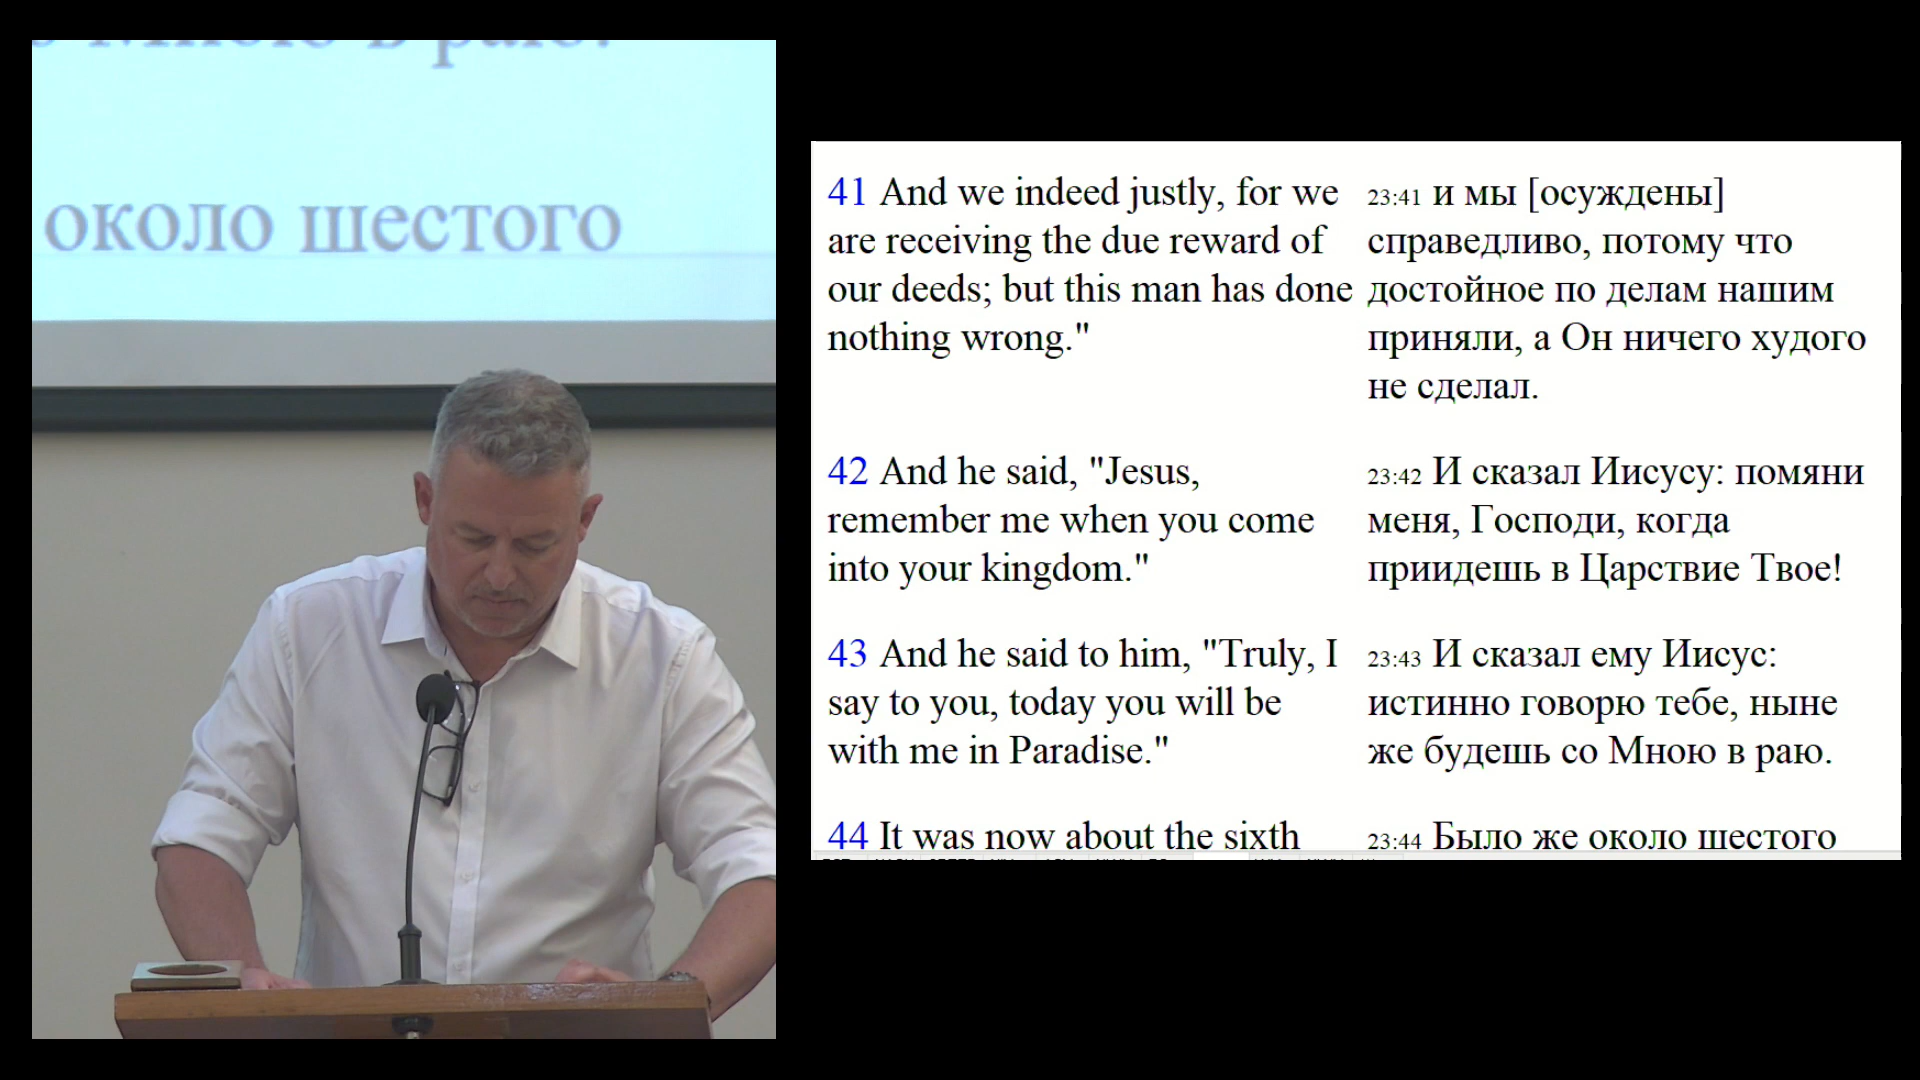 со Мною в раю.
около шестого
41 And we indeed justly, for we
are receiving the due reward of
our deeds; but this man has done
nothing wrong."
23:41 и мы [осуждены]
справедливо, потому что
достойное по делам нашим
приняли, а Он ничего худого
не сделал.
42 And he said, "Jesus,
remember me when you come
into your kingdom."
23:42 И сказал Иисусу: помяни
меня, Господи, когда
приидешь в Царствие Твое!
43 And he said to him, "Truly, I
say to you, today you will be
with me in Paradise."
23:43 И сказал ему Иисус:
истинно говорю тебе, ныне
же будешь со Мною в раю.
44 It was now about the sixth
23:44 Было же около шестого